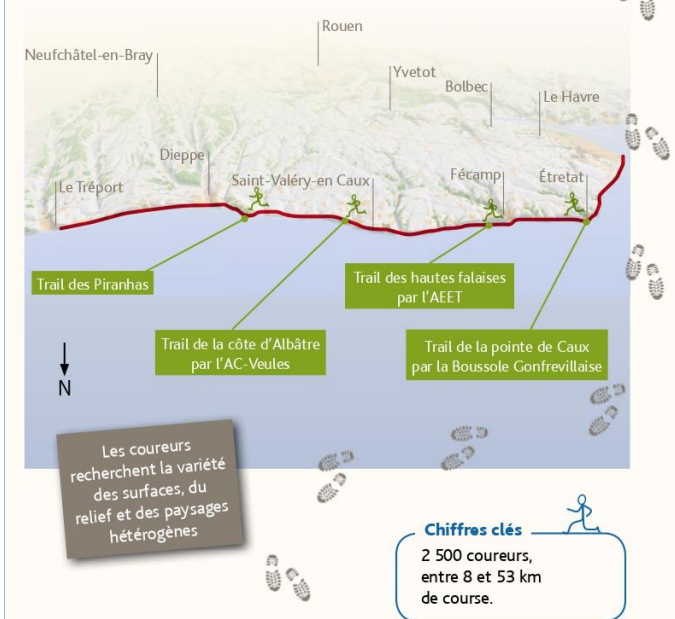 Rouen
Neufchâtel-en-Bray
Yvetot
Bolbec
Le Havre
Dieppe
Le Tréport
Saint-Valéry-en Caux
Fécamp
Étretat
Trail des Piranhas
Trail des hautes falaises
par l'AEET
Trail de la côte d'Albâtre
par l'AC-Veules
Trail de la pointe de Caux
par la Boussole Gonfrevillaise
N
Les coureurs
recherchent la variété
des surfaces, du
relief et des paysages
hétérogènes
Chiffres clés
2 500 coureurs,
entre 8 et 53 km
de course.